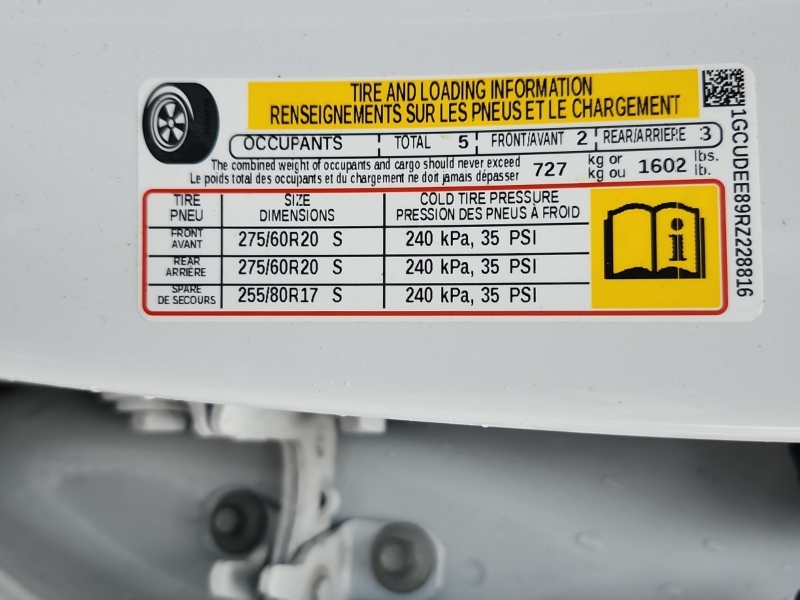 TIRE AND LOADING INFORMATION
RENSEIGNEMENTS SUR LES PNEUS ET LE CHARGEMENT
OCCUPANTS TOTAL 5 FRONT/AVANT 2 REAR/ARRIERE 3
The combined weight of occupants and cargo should never exceed 727 kg or 1602 lbs.
Le poids total des occupants et du chargement ne doit jamais dépasser kg ou lb.
TIRE SIZE COLD TIRE PRESSURE
PNEU DIMENSIONS PRESSION DES PNEUS À FROID
FRONT
AVANT 275/60R20 S 240 kPa, 35 PSI
REAR
ARRIÈRE 275/60R20 S 240 kPa, 35 PSI
SPARE
DE SECOURS 255/80R17 S 240 kPa, 35 PSI
i
1GCUDEE89RZ228816